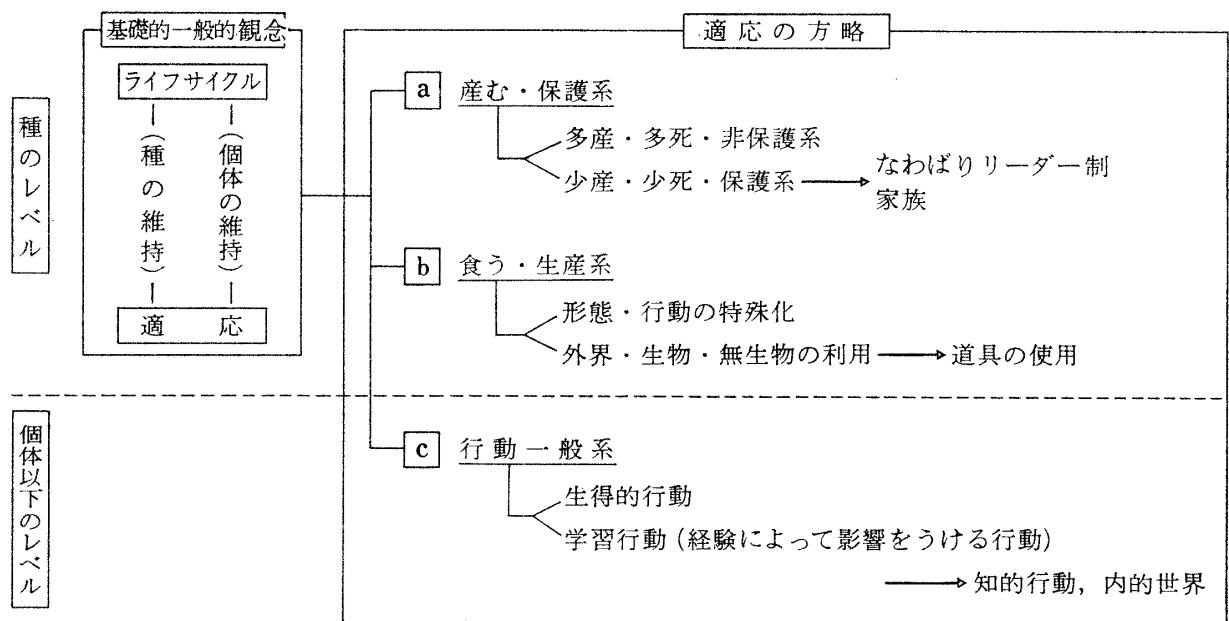 基礎的一般的観念
適応の方略
種のレベル
ライフサイクル
(種の維持)
(個体の維持)
適 応
a 産む・保護系
多産・多死・非保護系
少産・少死・保護系 → なわばりリーダー制
家族
b 食う・生産系
形態・行動の特殊化
外界・生物・無生物の利用 → 道具の使用
個体以下のレベル
c 行動一般系
生得的行動
学習行動(経験によって影響をうける行動)
→ 知的行動,内的世界